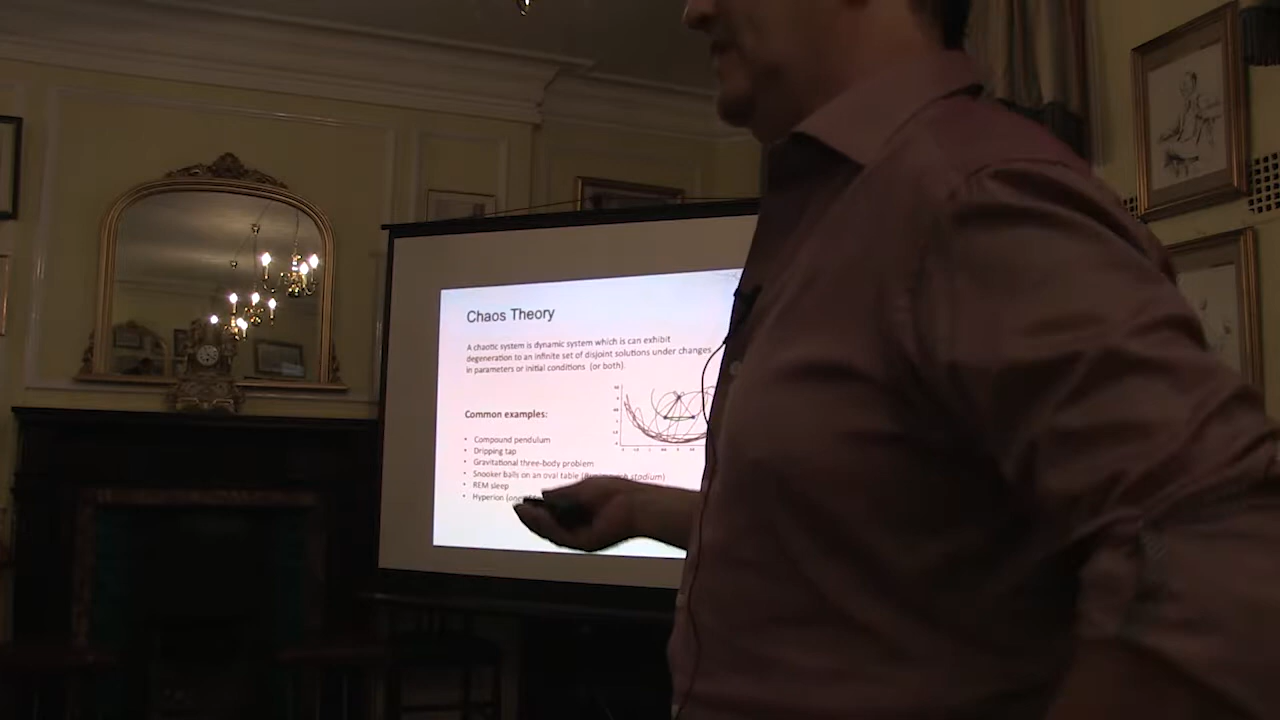 Chaos Theory
A chaotic system is dynamic system which is can exhibit
degeneration to an infinite set of disjoint solutions under changes
in parameters or initial conditions (or both).
Common examples:
• Compound pendulum
• Dripping tap
• Gravitational three-body problem
• Snooker balls on an oval table ( stadium)
• REM sleep
• Hyperion (